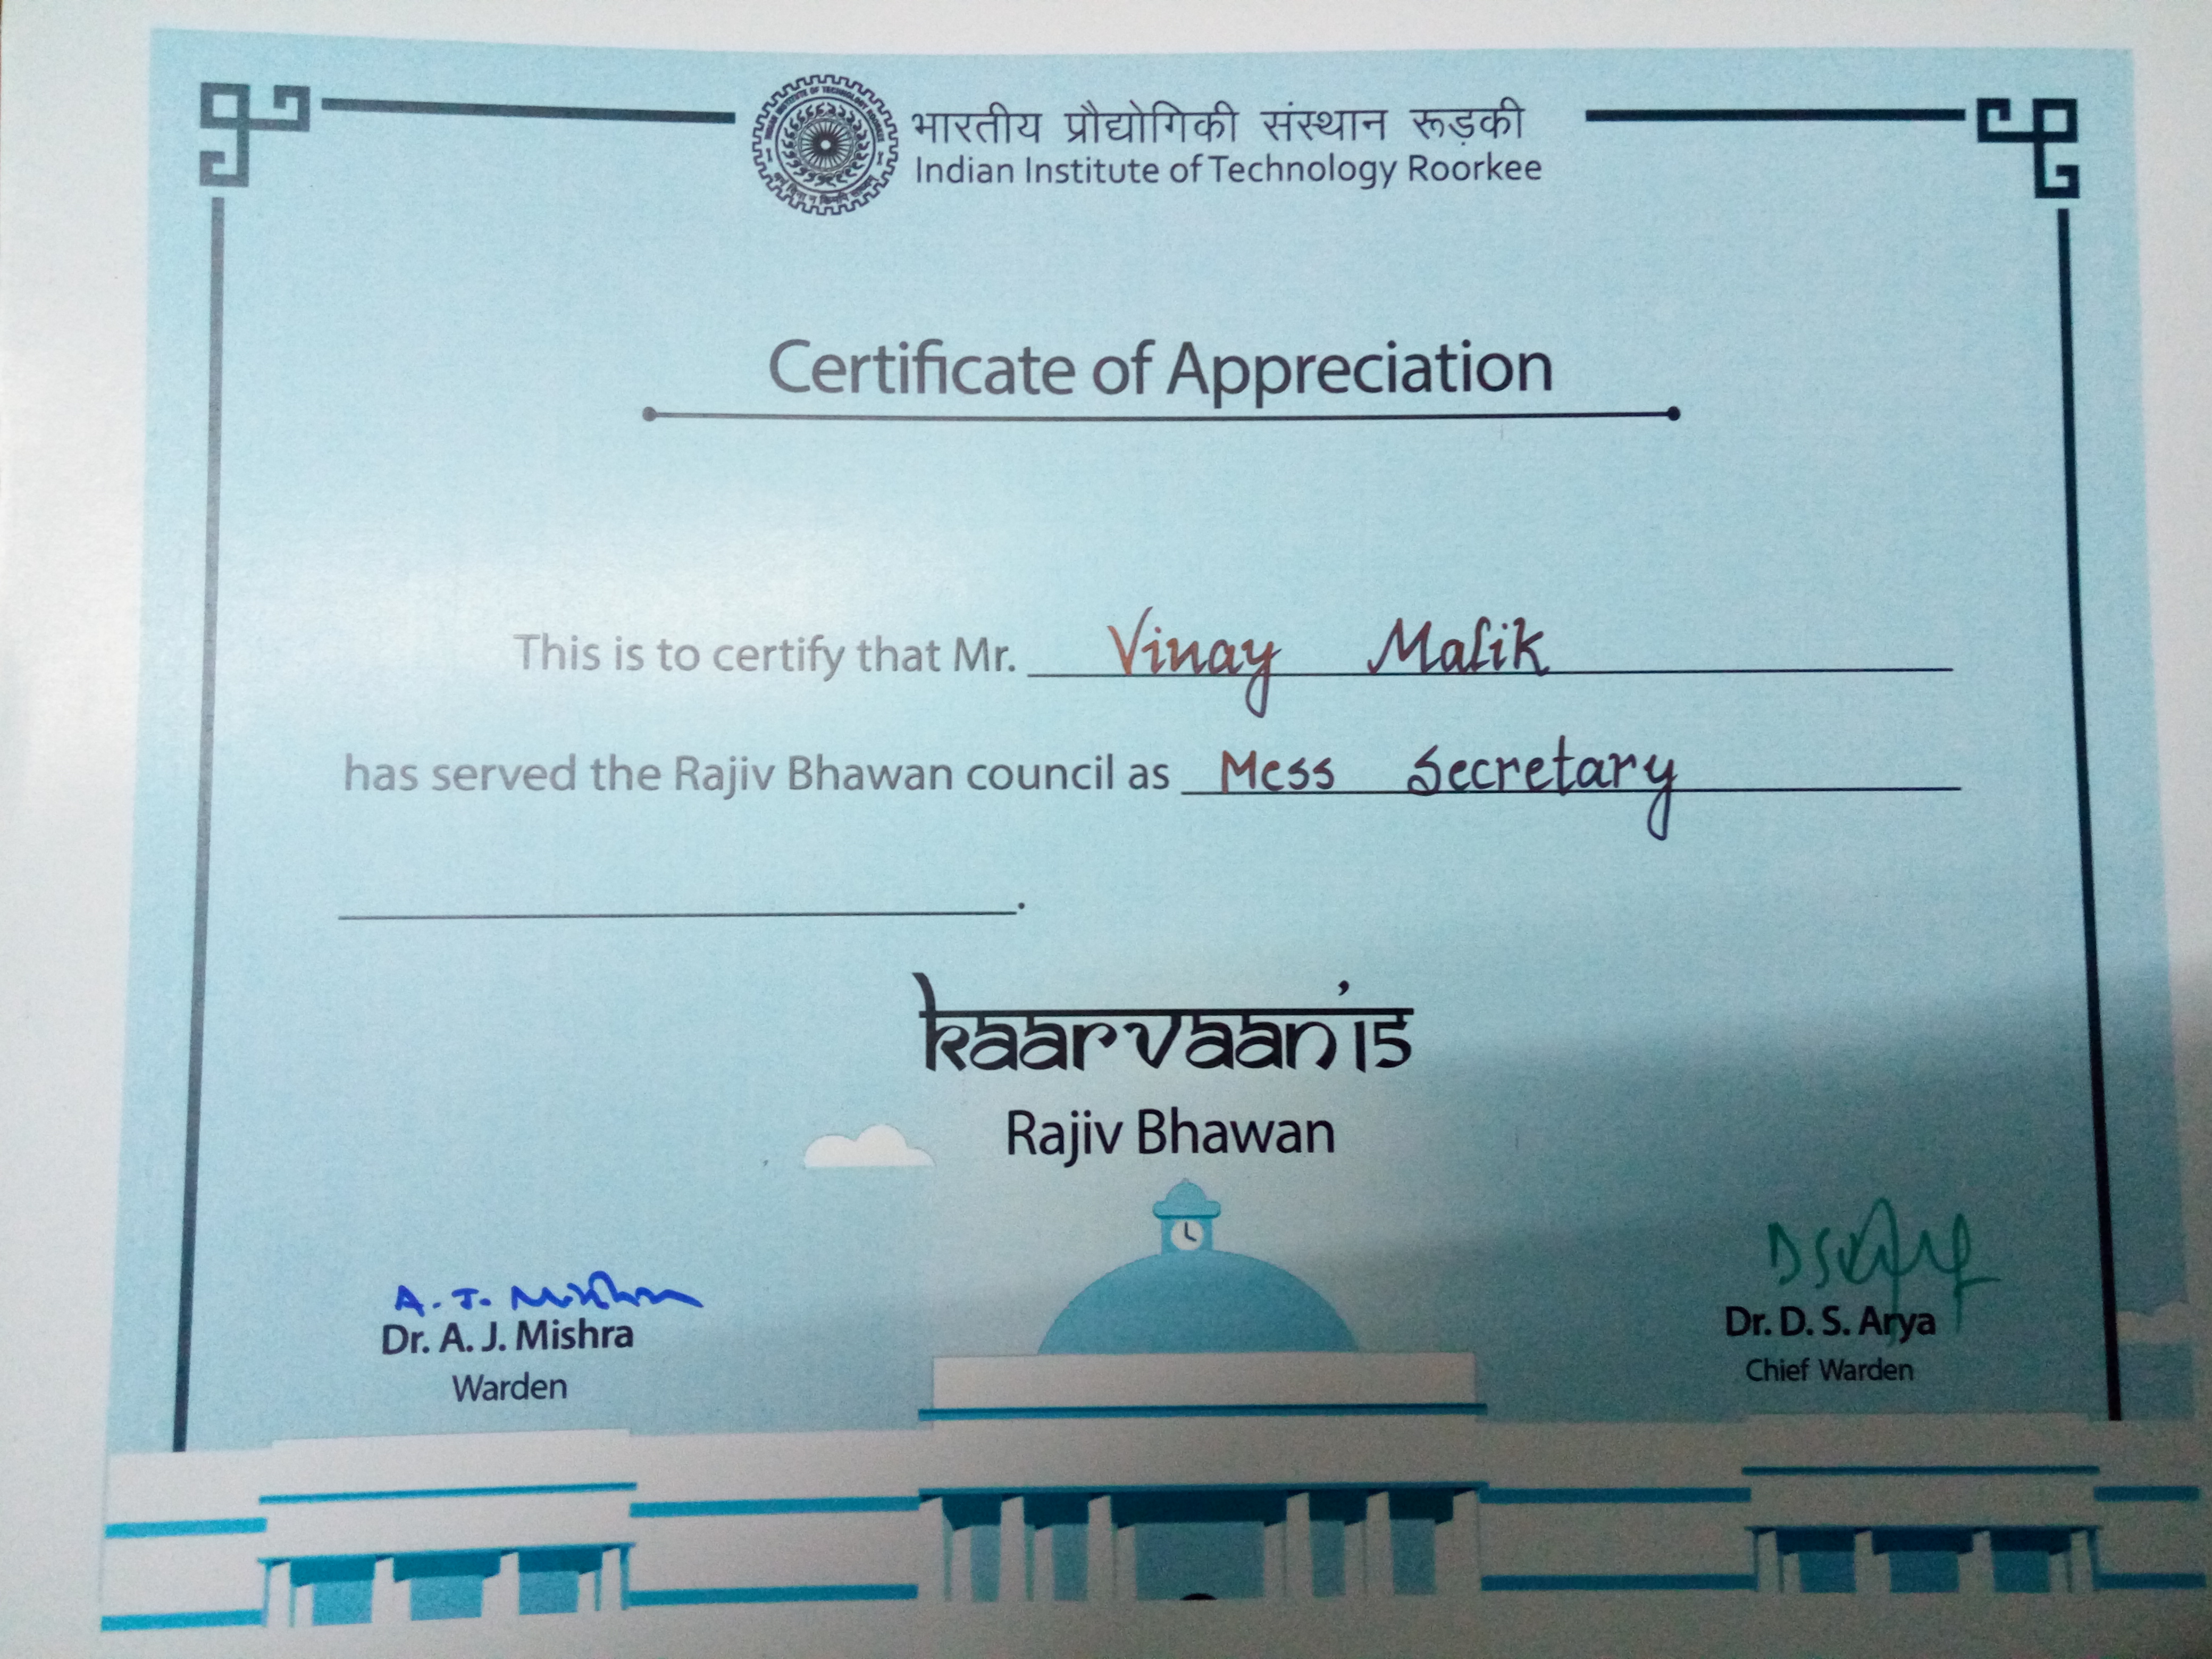 भारतीय प्रौद्योगिकी संस्थान रूड़की
Indian Institute of Technology Roorkee
Certificate of Appreciation
This is to certify that Mr. Vinay Malik
has served the Rajiv Bhawan council as Mess Secretary
.
kaarvaan'15
Rajiv Bhawan
A. J. Mishra
Dr. A. J. Mishra
Warden
DSArya
Dr. D. S. Arya
Chief Warden